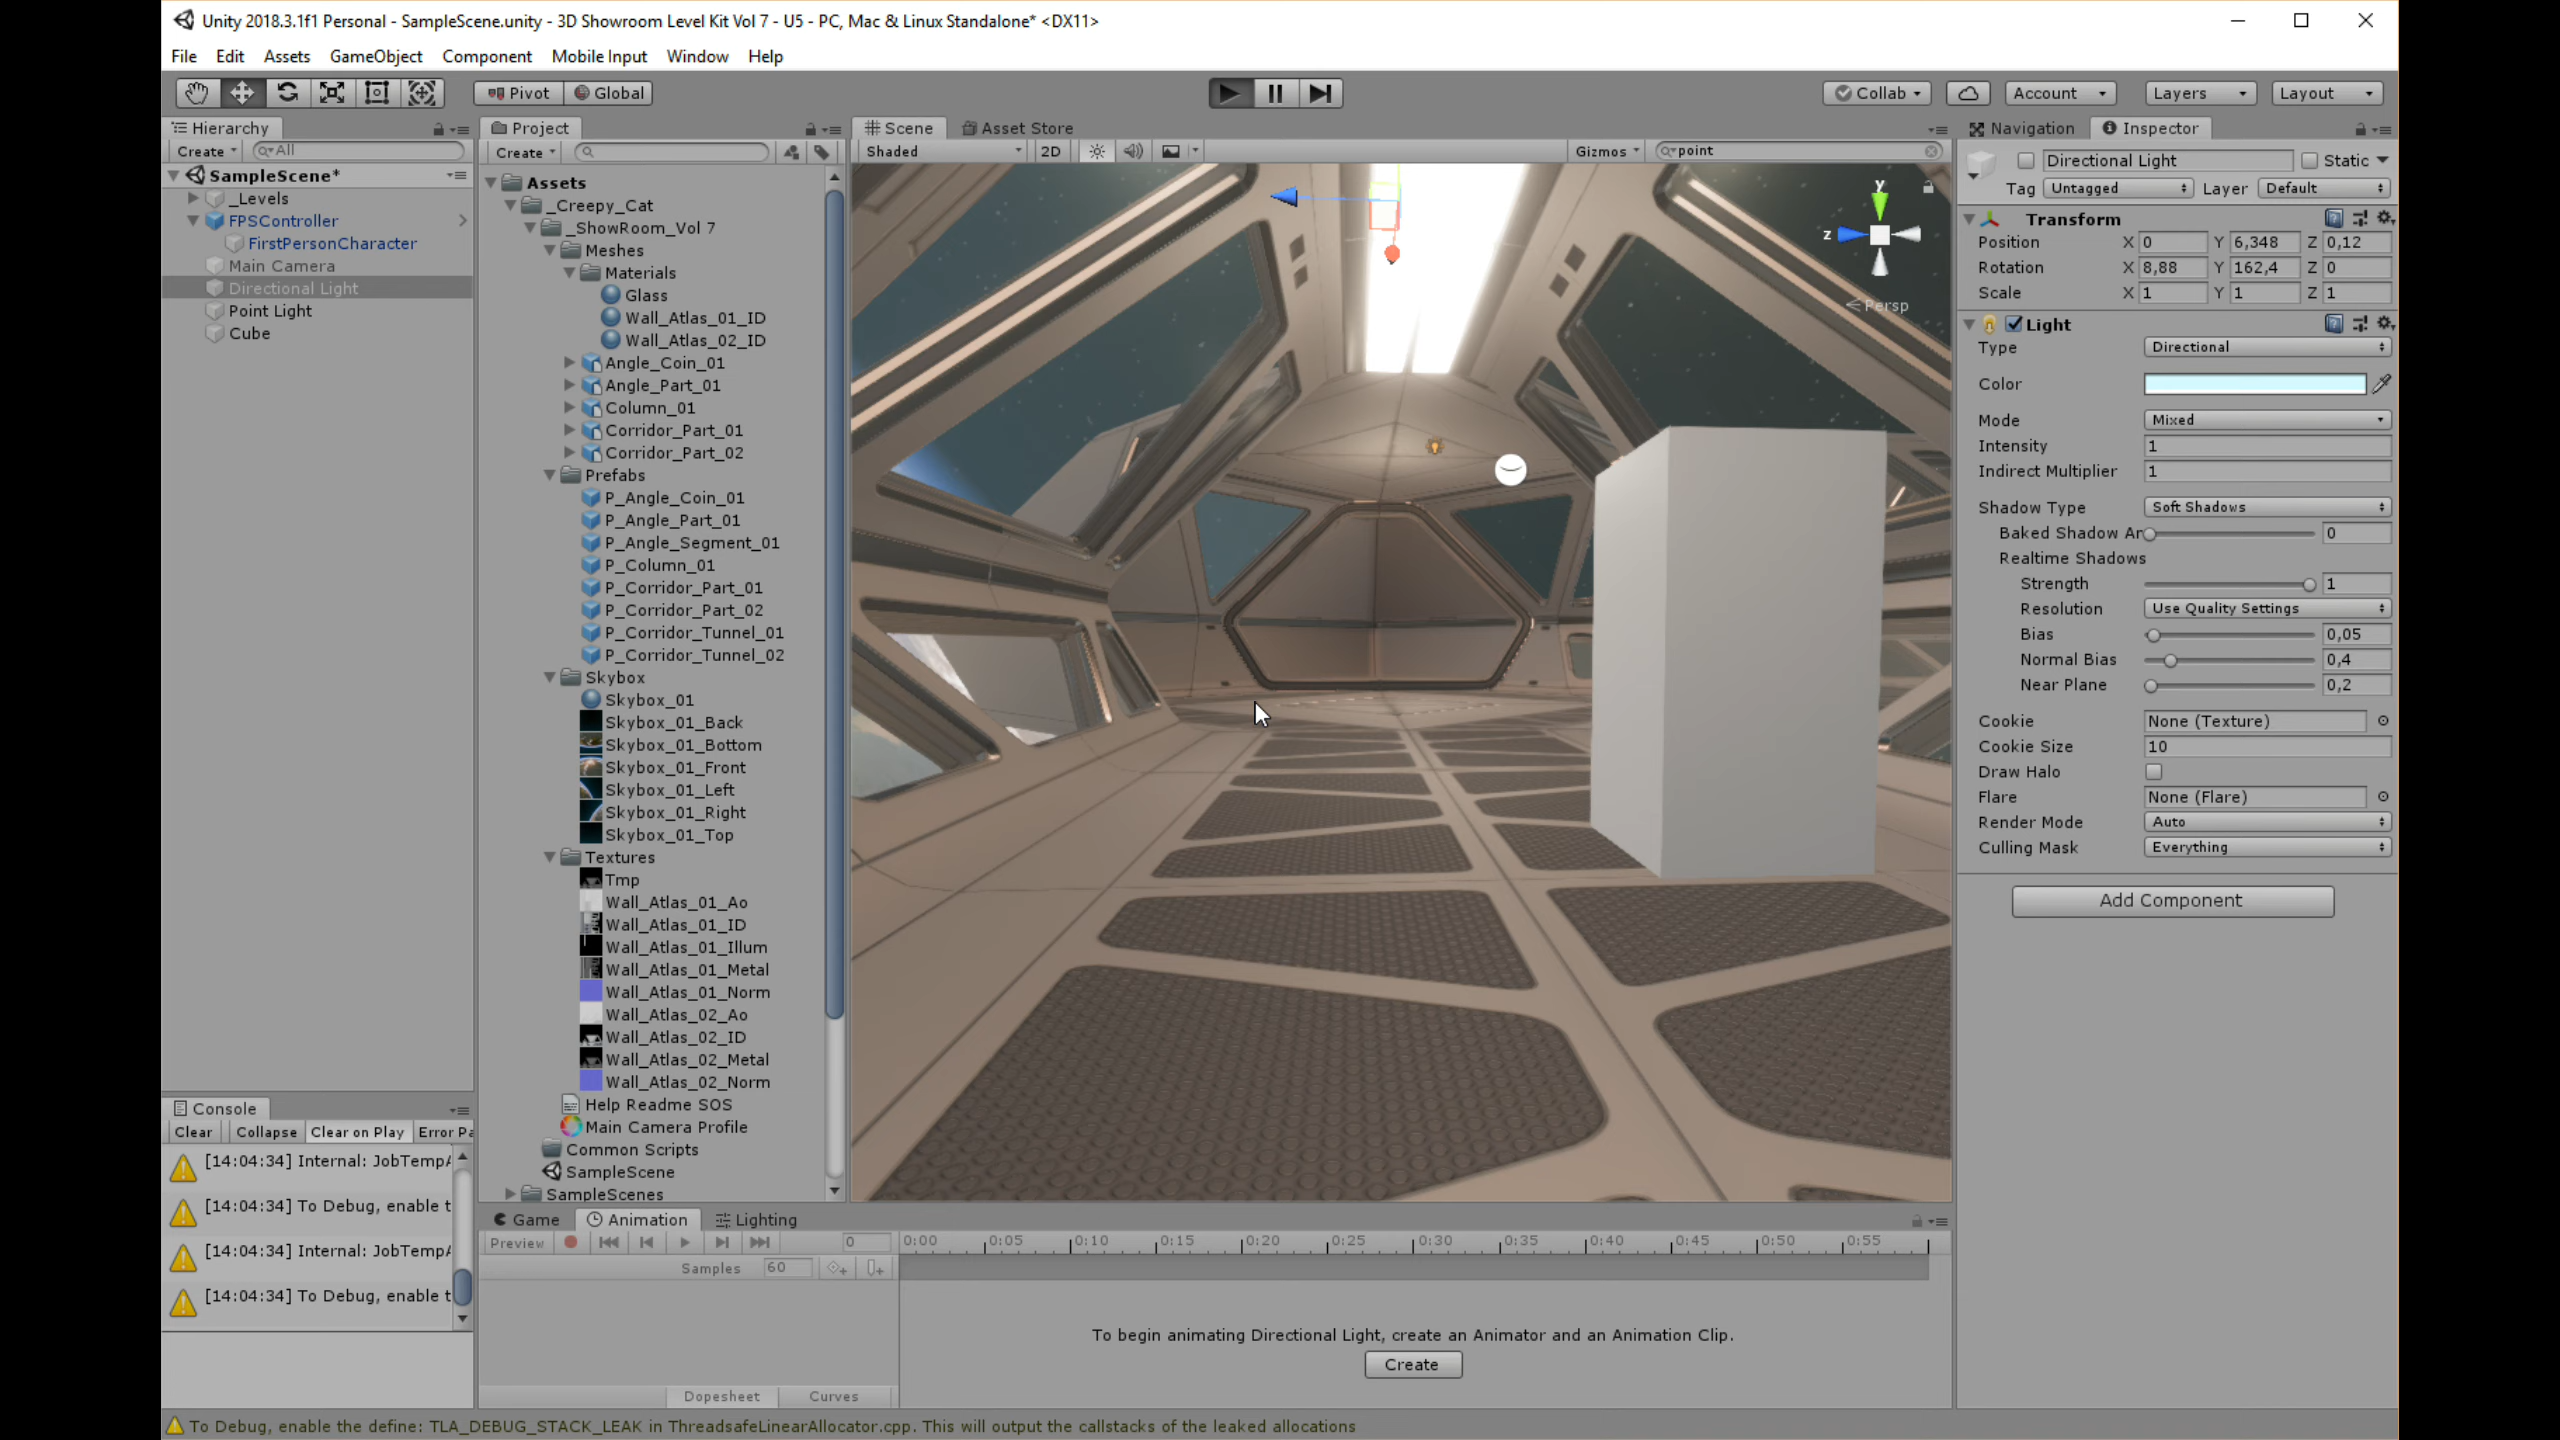 Unity 2018.3.1f1 Personal - SampleScene.unity - 3D Showroom Level Kit Vol 7 - U5 - PC, Mac & Linux Standalone* <DX11>
File Edit Assets GameObject Component Mobile Input Window Help
Pivot Global Collab Account Layers Layout
Hierarchy
Create All
SampleScene*
_Levels
FPSController
FirstPersonCharacter
Main Camera
Directional Light
Point Light
Cube
Project
Create
Assets
_Creepy_Cat
_ShowRoom_Vol 7
Meshes
Materials
Glass
Wall_Atlas_01_ID
Wall_Atlas_02_ID
Angle_Coin_01
Angle_Part_01
Column_01
Corridor_Part_01
Corridor_Part_02
Prefabs
P_Angle_Coin_01
P_Angle_Part_01
P_Angle_Segment_01
P_Column_01
P_Corridor_Part_01
P_Corridor_Part_02
P_Corridor_Tunnel_01
P_Corridor_Tunnel_02
Skybox
Skybox_01
Skybox_01_Back
Skybox_01_Bottom
Skybox_01_Front
Skybox_01_Left
Skybox_01_Right
Skybox_01_Top
Textures
Tmp
Wall_Atlas_01_Ao
Wall_Atlas_01_ID
Wall_Atlas_01_Illum
Wall_Atlas_01_Metal
Wall_Atlas_01_Norm
Wall_Atlas_02_Ao
Wall_Atlas_02_ID
Wall_Atlas_02_Metal
Wall_Atlas_02_Norm
Help Readme SOS
Main Camera Profile
Common Scripts
SampleScene
SampleScenes
Scene Asset Store
Shaded 2D Gizmos point
y
z
Persp
Navigation Inspector
Directional Light Static
Tag Untagged Layer Default
Transform
Position X 0 Y 6,348 Z 0,12
Rotation X 8,88 Y 162,4 Z 0
Scale X 1 Y 1 Z 1
Light
Type Directional
Color
Mode Mixed
Intensity 1
Indirect Multiplier 1
Shadow Type Soft Shadows
Baked Shadow Ar 0
Realtime Shadows
Strength 1
Resolution Use Quality Settings
Bias 0,05
Normal Bias 0,4
Near Plane 0,2
Cookie None (Texture)
Cookie Size 10
Draw Halo
Flare None (Flare)
Render Mode Auto
Culling Mask Everything
Add Component
Console
Clear Collapse Clear on Play Error Pa
[14:04:34] Internal: JobTempA
[14:04:34] To Debug, enable t
[14:04:34] Internal: JobTempA
[14:04:34] To Debug, enable t
Game Animation Lighting
Preview 0 0:00 0:05 0:10 0:15 0:20 0:25 0:30 0:35 0:40 0:45 0:50 0:55
Samples 60
To begin animating Directional Light, create an Animator and an Animation Clip.
Create
Dopesheet Curves
To Debug, enable the define: TLA_DEBUG_STACK_LEAK in ThreadsafeLinearAllocator.cpp. This will output the callstacks of the leaked allocations